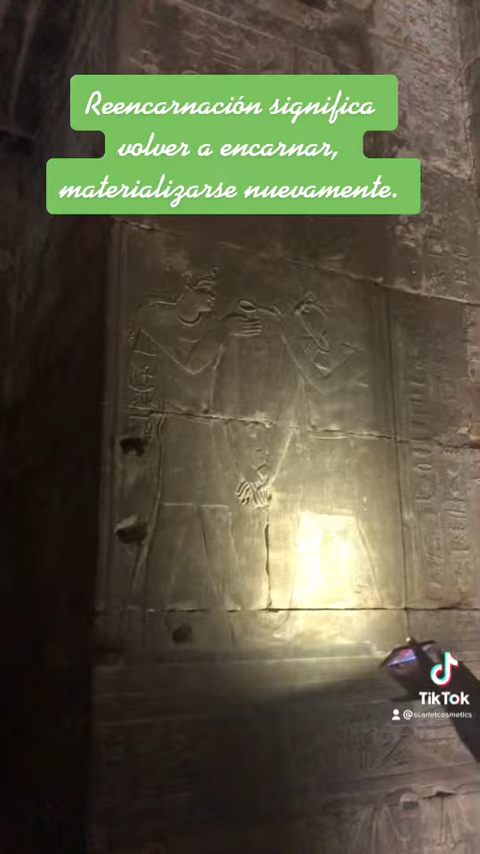 Reencarnación significa
volver a encarnar,
materializarse nuevamente.
TikTok
@scarletcosmetics